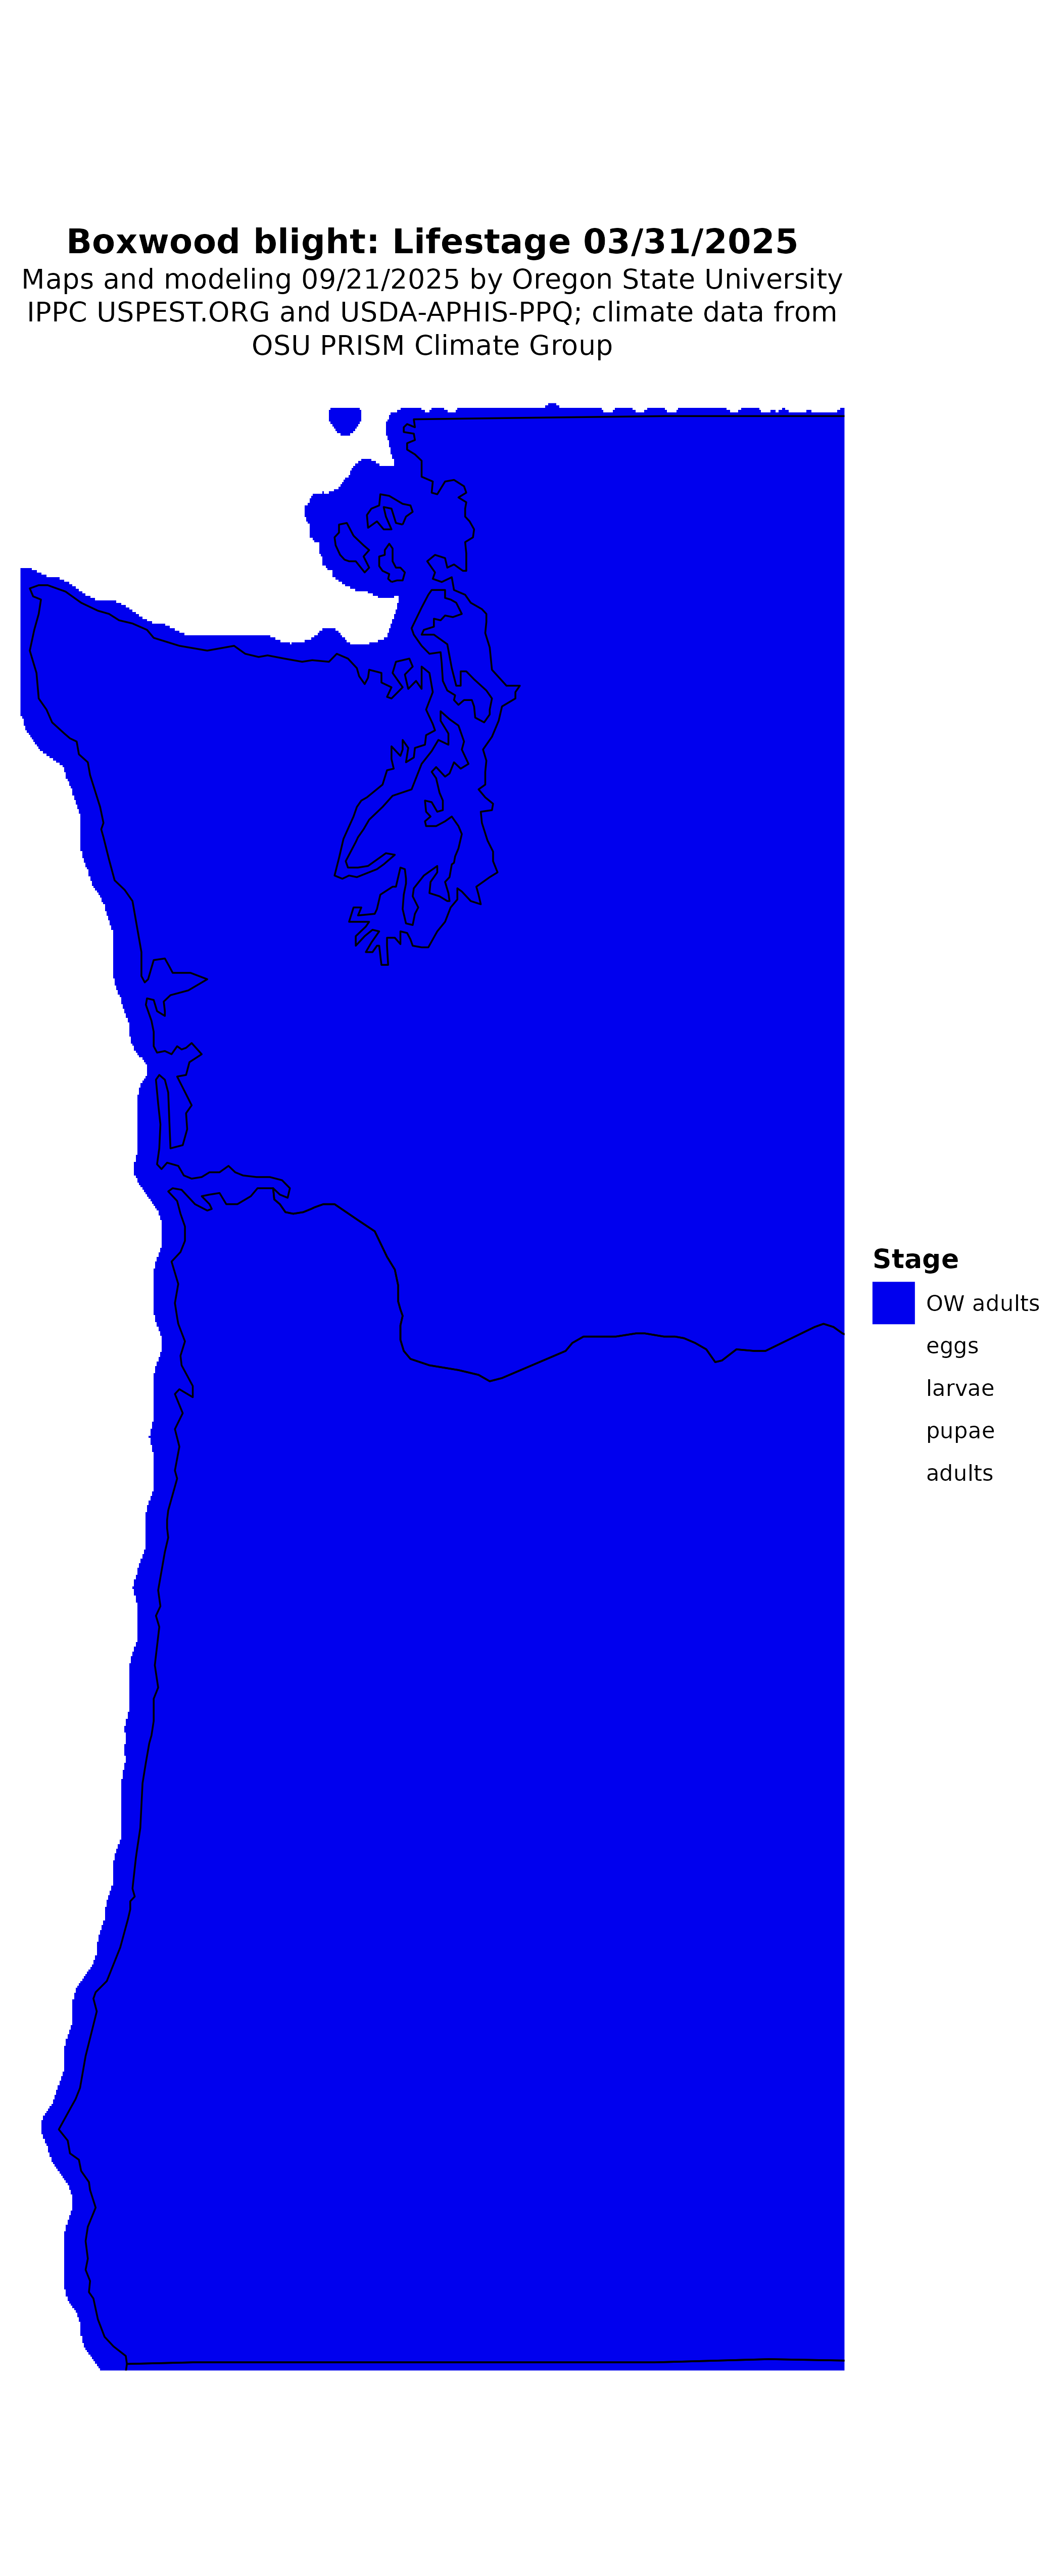 Boxwood blight: Lifestage 03/31/2025
Maps and modeling 09/21/2025 by Oregon State University
IPPC USPEST.ORG and USDA-APHIS-PPQ; climate data from
OSU PRISM Climate Group
Stage
OW adults
eggs
larvae
pupae
adults